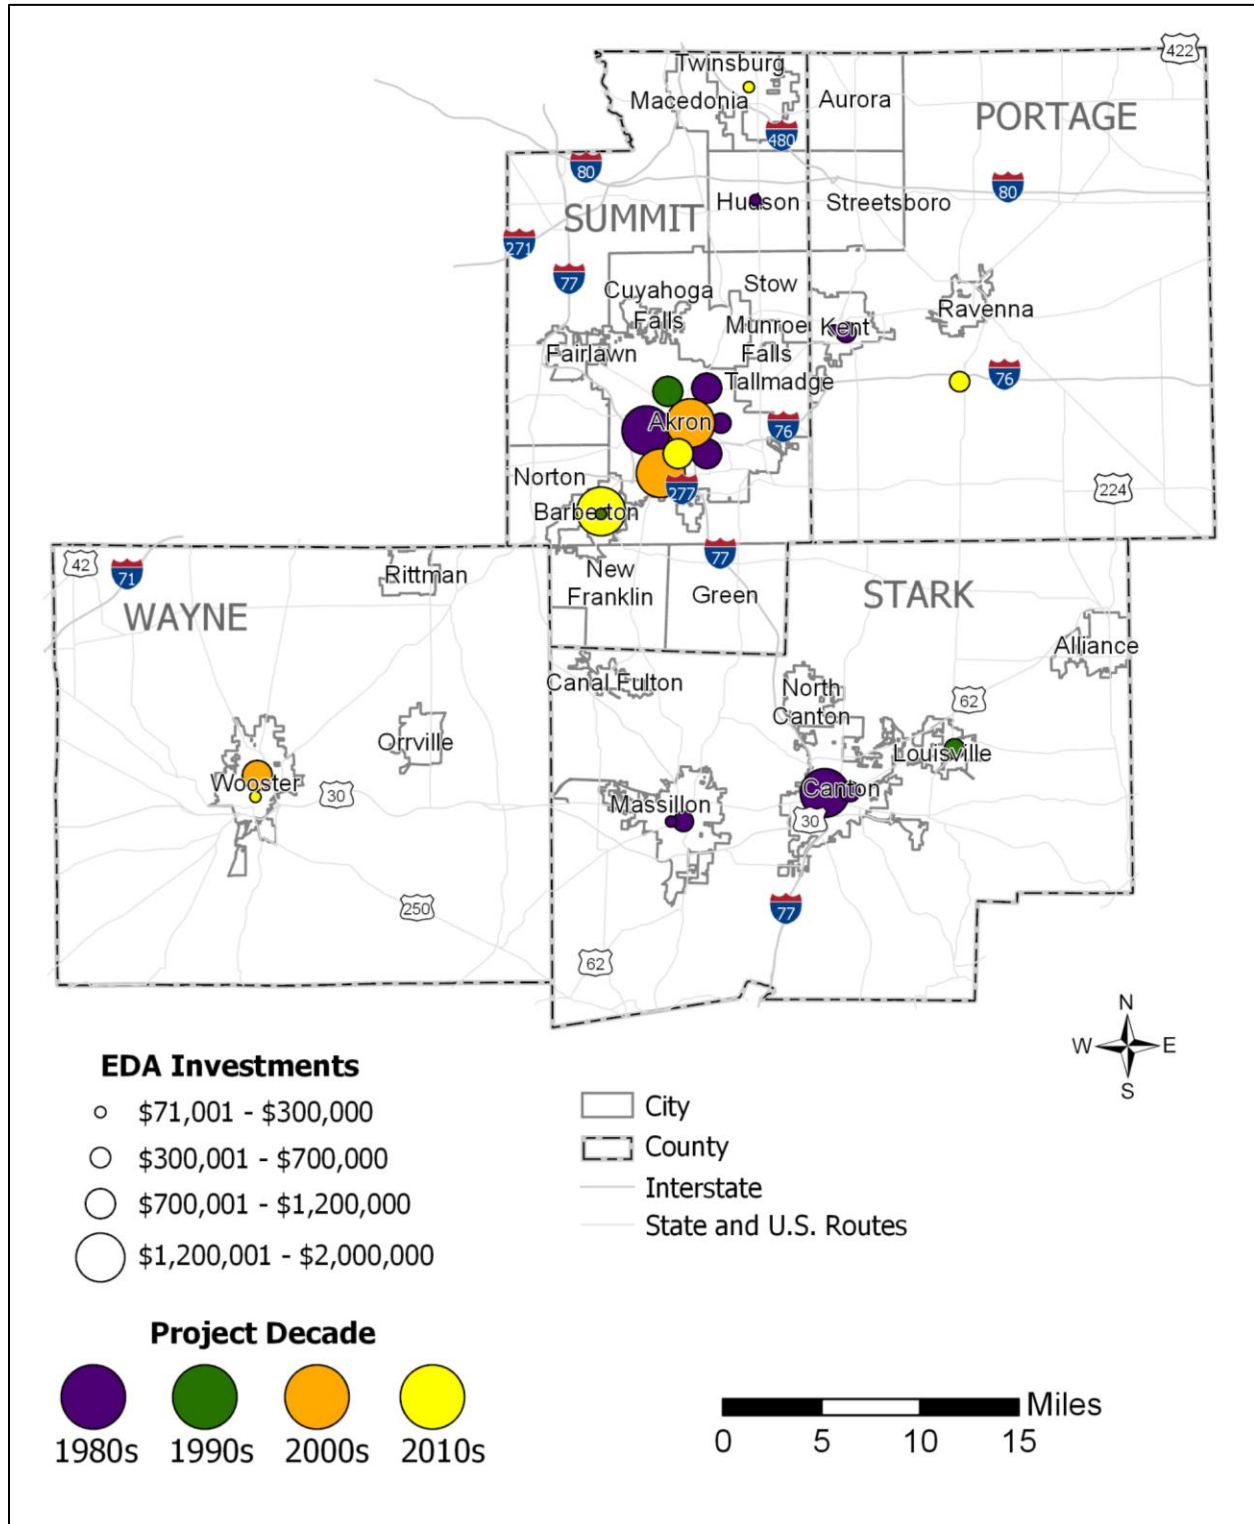 422
Twinsburg
Macedonia
Aurora
PORTAGE
480
80
80
Hudson
Streetsboro
SUMMIT
271
77
Stow
Cuyahoga
Falls
Ravenna
Munroe
Falls
Kent
Fairlawn
76
Tallmadge
Akron
76
Norton
277
224
Barberton
77
42
71
Rittman
New
Franklin
Green
STARK
WAYNE
Alliance
Canal Fulton
North
Canton
62
Orrville
Louisville
Wooster
30
Massillon
Canton
30
250
77
62
N
W
E
S
EDA Investments
$71,001 - $300,000
$300,001 - $700,000
$700,001 - $1,200,000
$1,200,001 - $2,000,000
City
County
Interstate
State and U.S. Routes
Project Decade
1980s
1990s
2000s
2010s
Miles
0
5
10
15